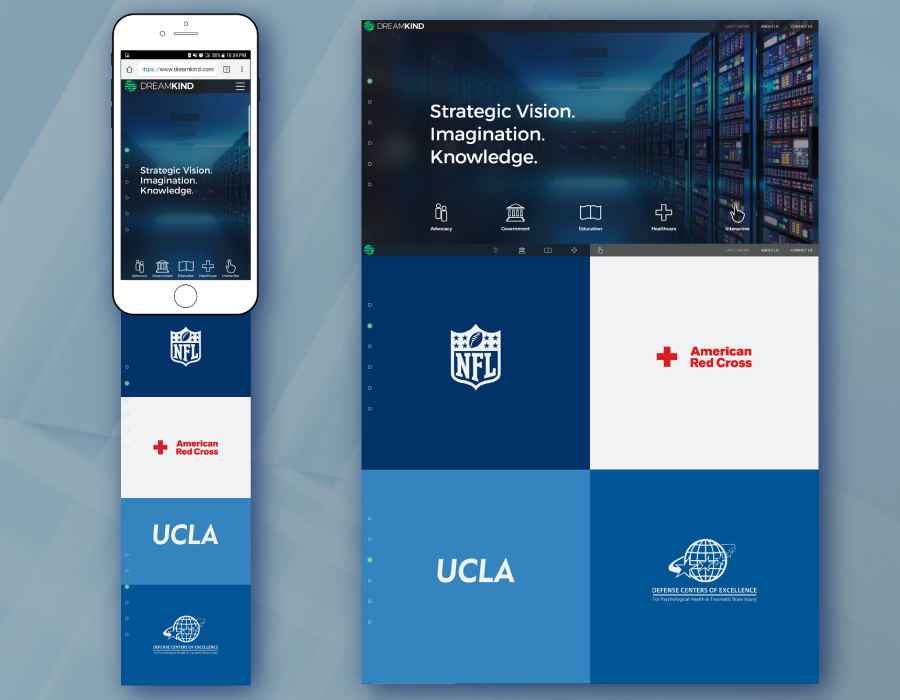 58% 10:04 PM
https://www.dreamkind.com
DREAMKIND
Strategic Vision.
Imagination.
Knowledge.
Advocacy Government Education Healthcare Interactive
NFL
American
Red Cross
UCLA
DEFENSE CENTERS OF EXCELLENCE
For Psychological Health & Traumatic Brain Injury
DREAMKIND
LATEST WORK ABOUT US CONTACT US
Strategic Vision.
Imagination.
Knowledge.
Advocacy Government Education Healthcare Interactive
LATEST WORK ABOUT US CONTACT US
NFL
American
Red Cross
UCLA
DEFENSE CENTERS OF EXCELLENCE
For Psychological Health & Traumatic Brain Injury